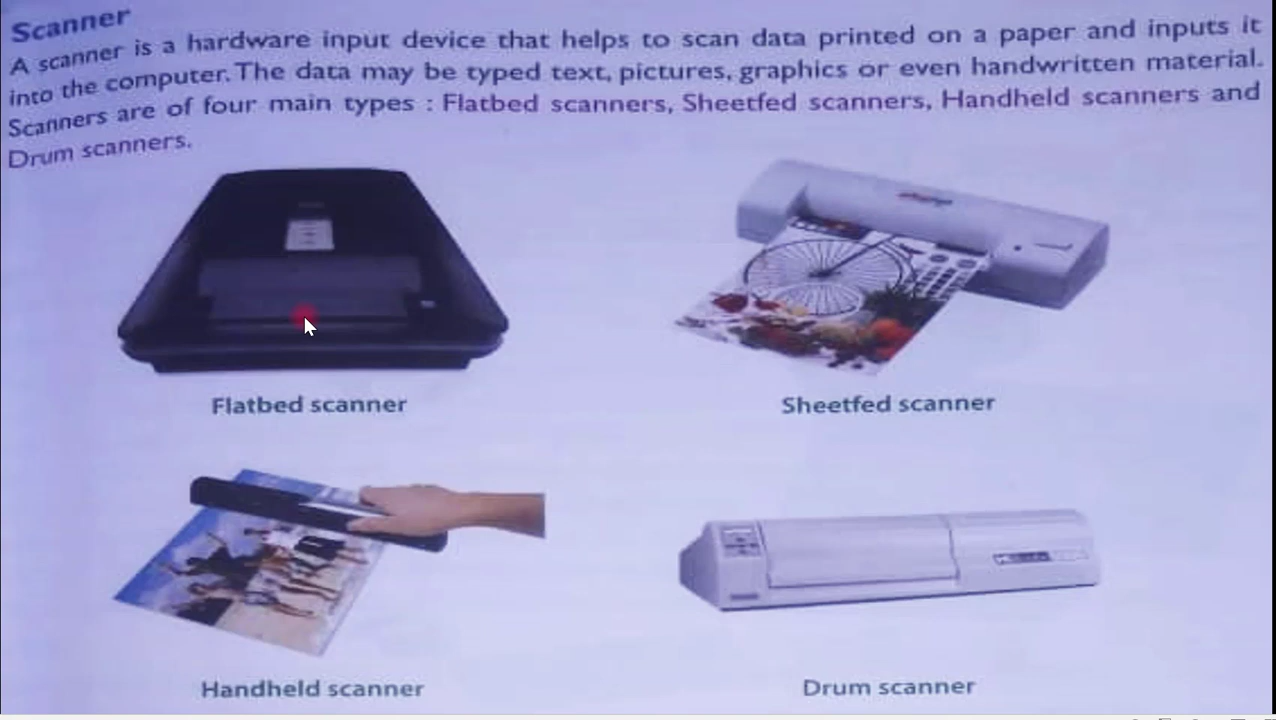 Scanner
A scanner is a hardware input device that helps to scan data printed on a paper and inputs it
into the computer. The data may be typed text, pictures, graphics or even handwritten material.
Scanners are of four main types : Flatbed scanners, Sheetfed scanners, Handheld scanners and
Drum scanners.
Flatbed scanner
Sheetfed scanner
Handheld scanner
Drum scanner